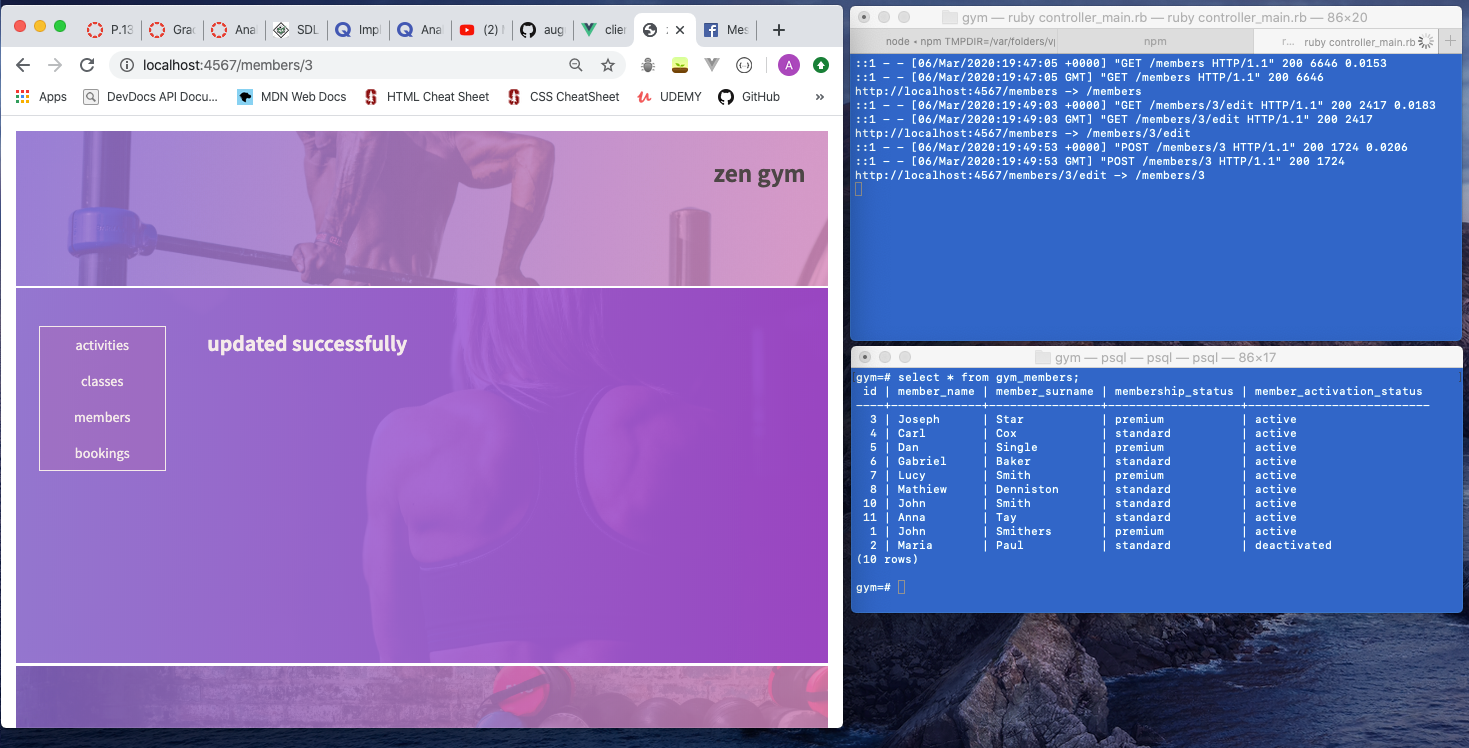 P.13
Grad
Anal
SDL
Impl
Anal
(2) M
aug
clien
:
Mes
localhost:4567/members/3
A
Apps
DevDocs API Docu...
MDN Web Docs
HTML Cheat Sheet
CSS CheatSheet
UDEMY
GitHub
»
zen gym
activities
classes
members
bookings
updated successfully
gym — ruby controller_main.rb — ruby controller_main.rb — 86×20
node • npm TMPDIR=/var/folders/vp
npm
r... ruby controller_main.rb
::1 - - [06/Mar/2020:19:47:05 +0000] "GET /members HTTP/1.1" 200 6646 0.0153
::1 - - [06/Mar/2020:19:47:05 GMT] "GET /members HTTP/1.1" 200 6646
http://localhost:4567/members -> /members
::1 - - [06/Mar/2020:19:49:03 +0000] "GET /members/3/edit HTTP/1.1" 200 2417 0.0183
::1 - - [06/Mar/2020:19:49:03 GMT] "GET /members/3/edit HTTP/1.1" 200 2417
http://localhost:4567/members -> /members/3/edit
::1 - - [06/Mar/2020:19:49:53 +0000] "POST /members/3 HTTP/1.1" 200 1724 0.0206
::1 - - [06/Mar/2020:19:49:53 GMT] "POST /members/3 HTTP/1.1" 200 1724
http://localhost:4567/members/3/edit -> /members/3
gym — psql — psql — psql — 86×17
gym=# select * from gym_members;
id | member_name | member_surname | membership_status | member_activation_status
----+-------------+----------------+-------------------+--------------------------
3 | Joseph | Star | premium | active
4 | Carl | Cox | standard | active
5 | Dan | Single | premium | active
6 | Gabriel | Baker | standard | active
7 | Lucy | Smith | premium | active
8 | Mathiew | Denniston | standard | active
10 | John | Smith | standard | active
11 | Anna | Tay | standard | active
1 | John | Smithers | premium | active
2 | Maria | Paul | standard | deactivated
(10 rows)
gym=#